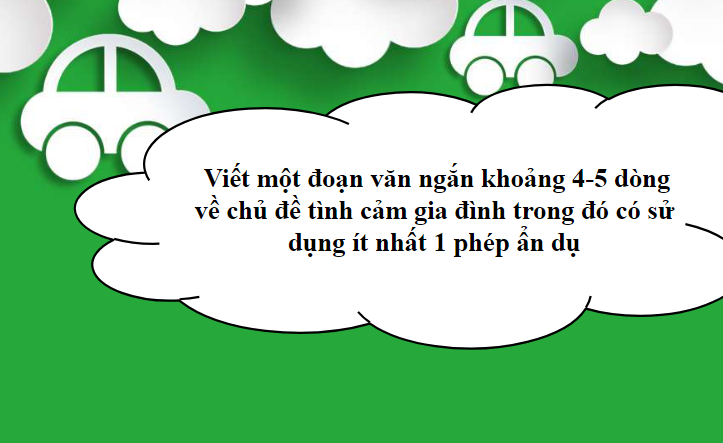 Viết một đoạn văn ngắn khoảng 4-5 dòng
về chủ đề tình cảm gia đình trong đó có sử
dụng ít nhất 1 phép ẩn dụ